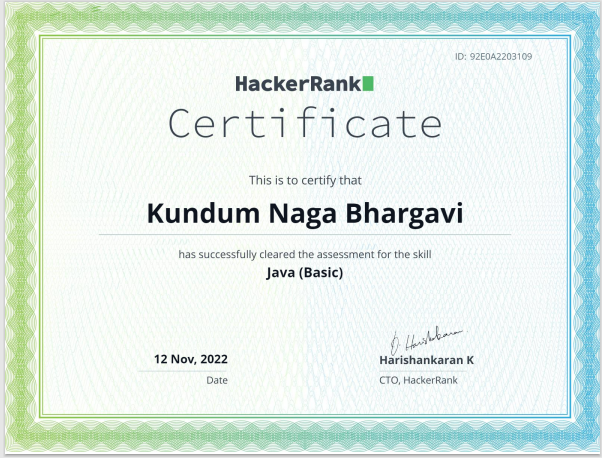 ID: 92E0A2203109
HackerRank
Certificate
This is to certify that
Kundum Naga Bhargavi
has successfully cleared the assessment for the skill
Java (Basic)
D. Harishankaran
12 Nov, 2022
Harishankaran K
Date
CTO, HackerRank